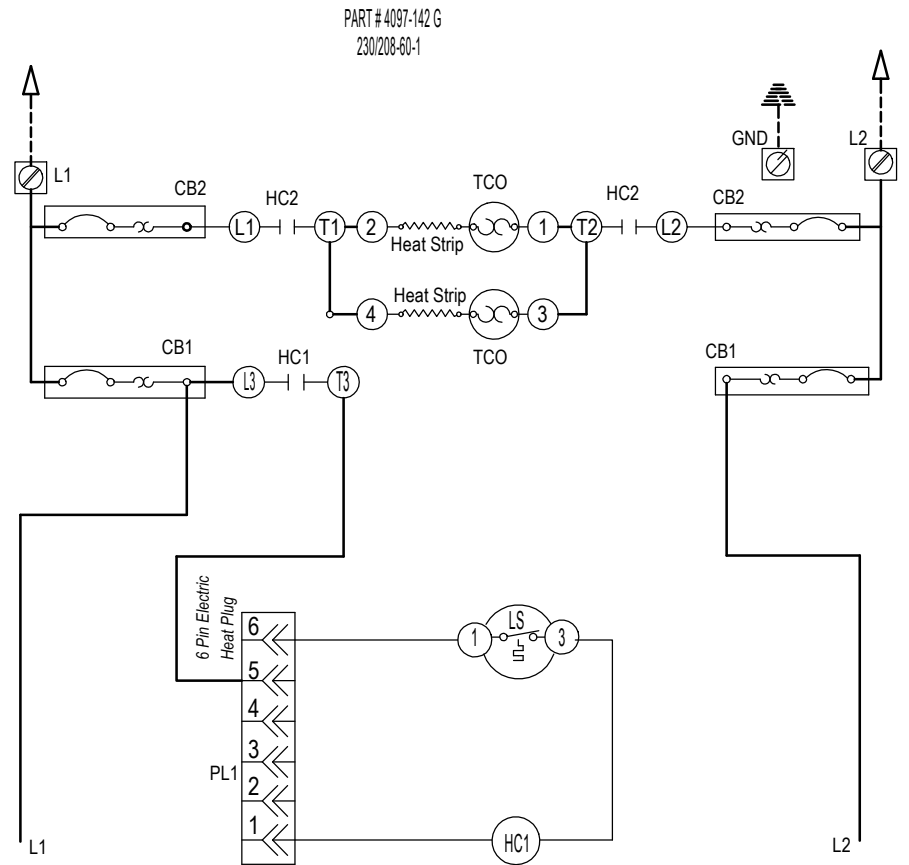 PART # 4097-142 G
230/208-60-1
L1
GND
L2
CB2
HC2
TCO
HC2
CB2
L1
T1
2
Heat Strip
1
T2
L2
4
Heat Strip
3
TCO
CB1
HC1
CB1
L3
T3
6 Pin Electric
Heat Plug
6
1
LS
3
5
4
3
PL1
2
1
HC1
L1
L2